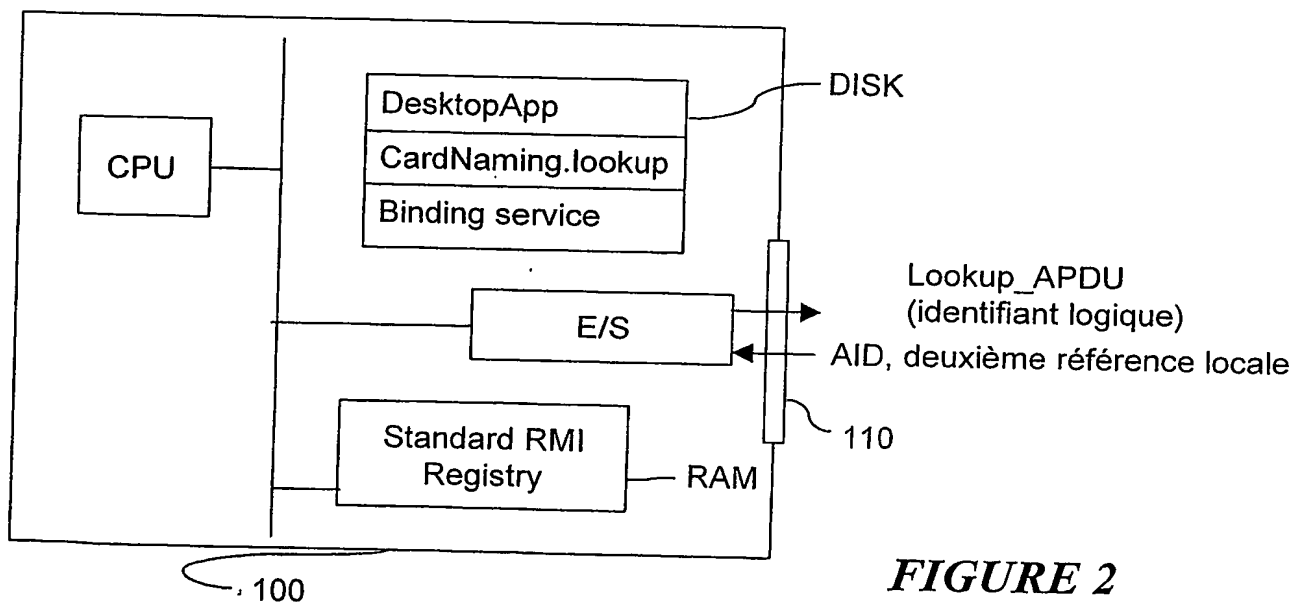 DISK
DesktopApp
CPU
CardNaming.lookup
Binding service
Lookup_APDU
(identifiant logique)
E/S
AID, deuxième référence locale
110
Standard RMI
Registry
RAM
100
FIGURE 2